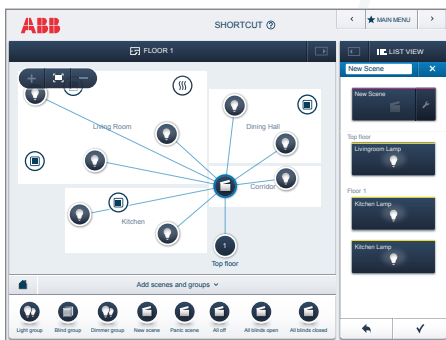 ABB
SHORTCUT ?
MAIN MENU
FLOOR 1
LIST VIEW
New Scene
New Scene
Living Room
Dining Hall
Top floor
Livingroom Lamp
Corridor
Floor 1
Kitchen Lamp
Kitchen
1
Top floor
Kitchen Lamp
Add scenes and groups
Light group Blind group Dimmer group New scene Panic scene All off All blinds open All blinds closed